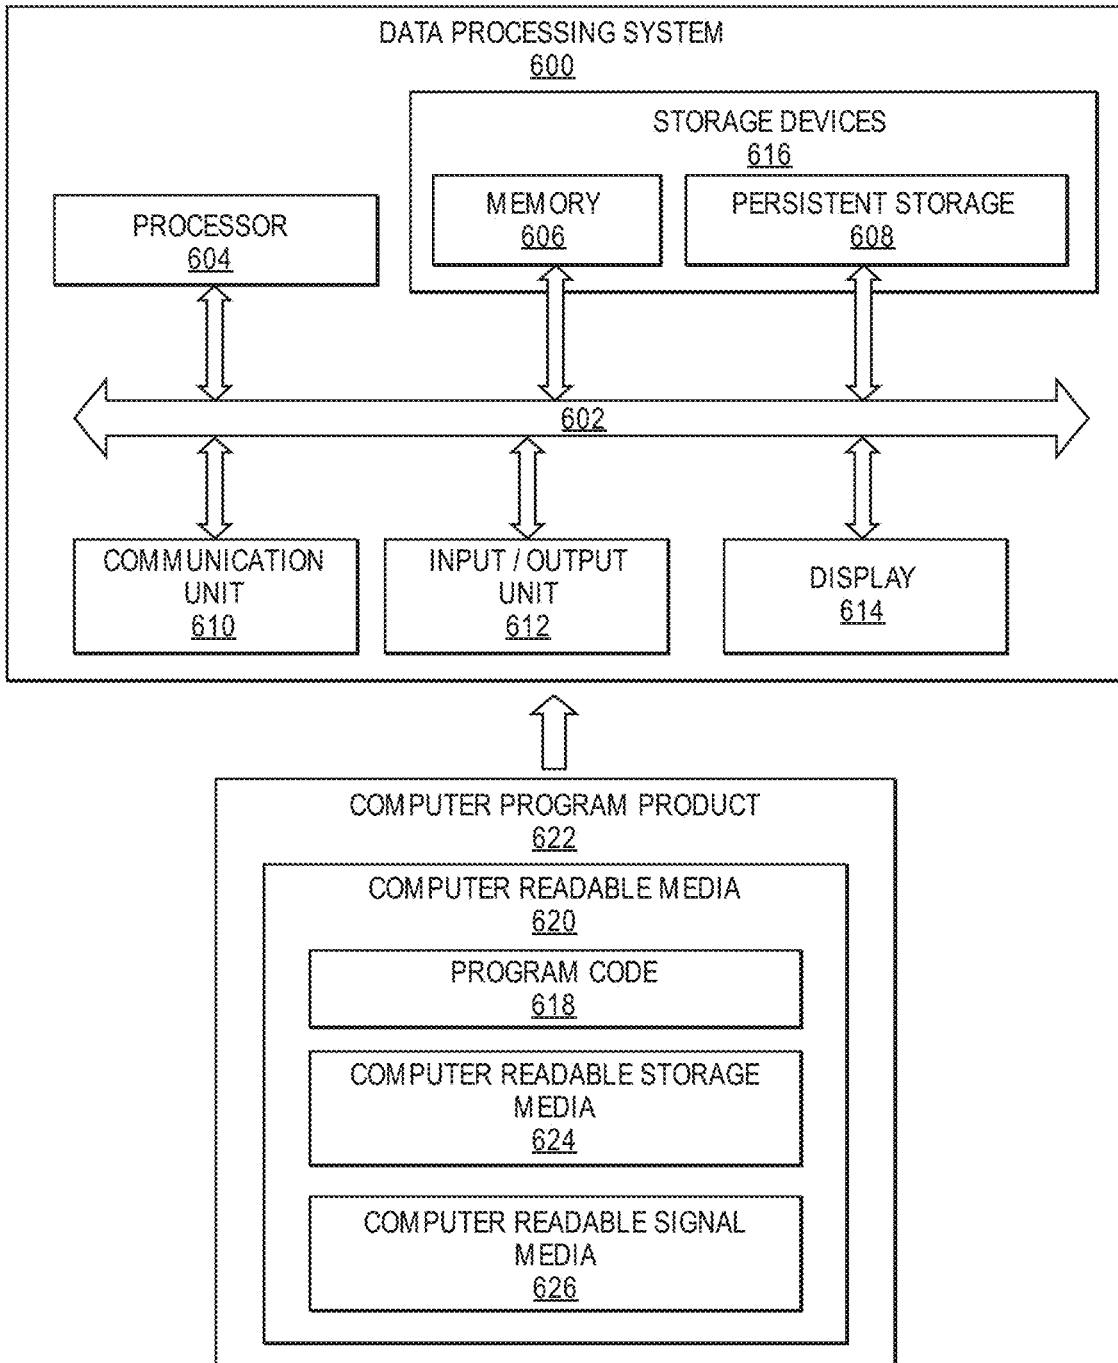 DATA PROCESSING SYSTEM
600
STORAGE DEVICES
616
PROCESSOR
604
MEMORY
606
PERSISTENT STORAGE
608
602
COMMUNICATION
UNIT
610
INPUT / OUTPUT
UNIT
612
DISPLAY
614
COMPUTER PROGRAM PRODUCT
622
COMPUTER READABLE MEDIA
620
PROGRAM CODE
618
COMPUTER READABLE STORAGE
MEDIA
624
COMPUTER READABLE SIGNAL
MEDIA
626